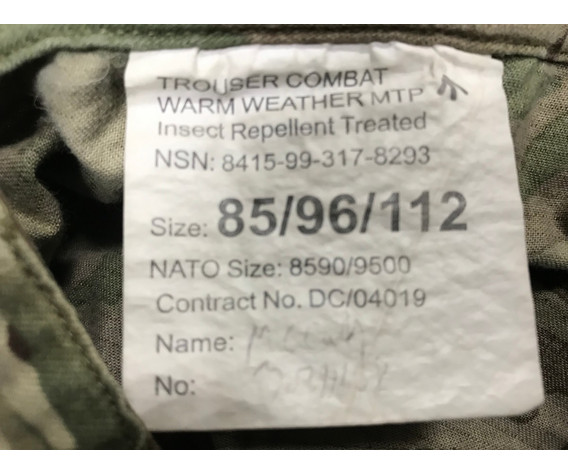 TROUSER COMBAT
WARM WEATHER MTP
Insect Repellent Treated
NSN: 8415-99-317-8293
Size: 85/96/112
NATO Size: 8590/9500
Contract No. DC/04019
Name:
No: